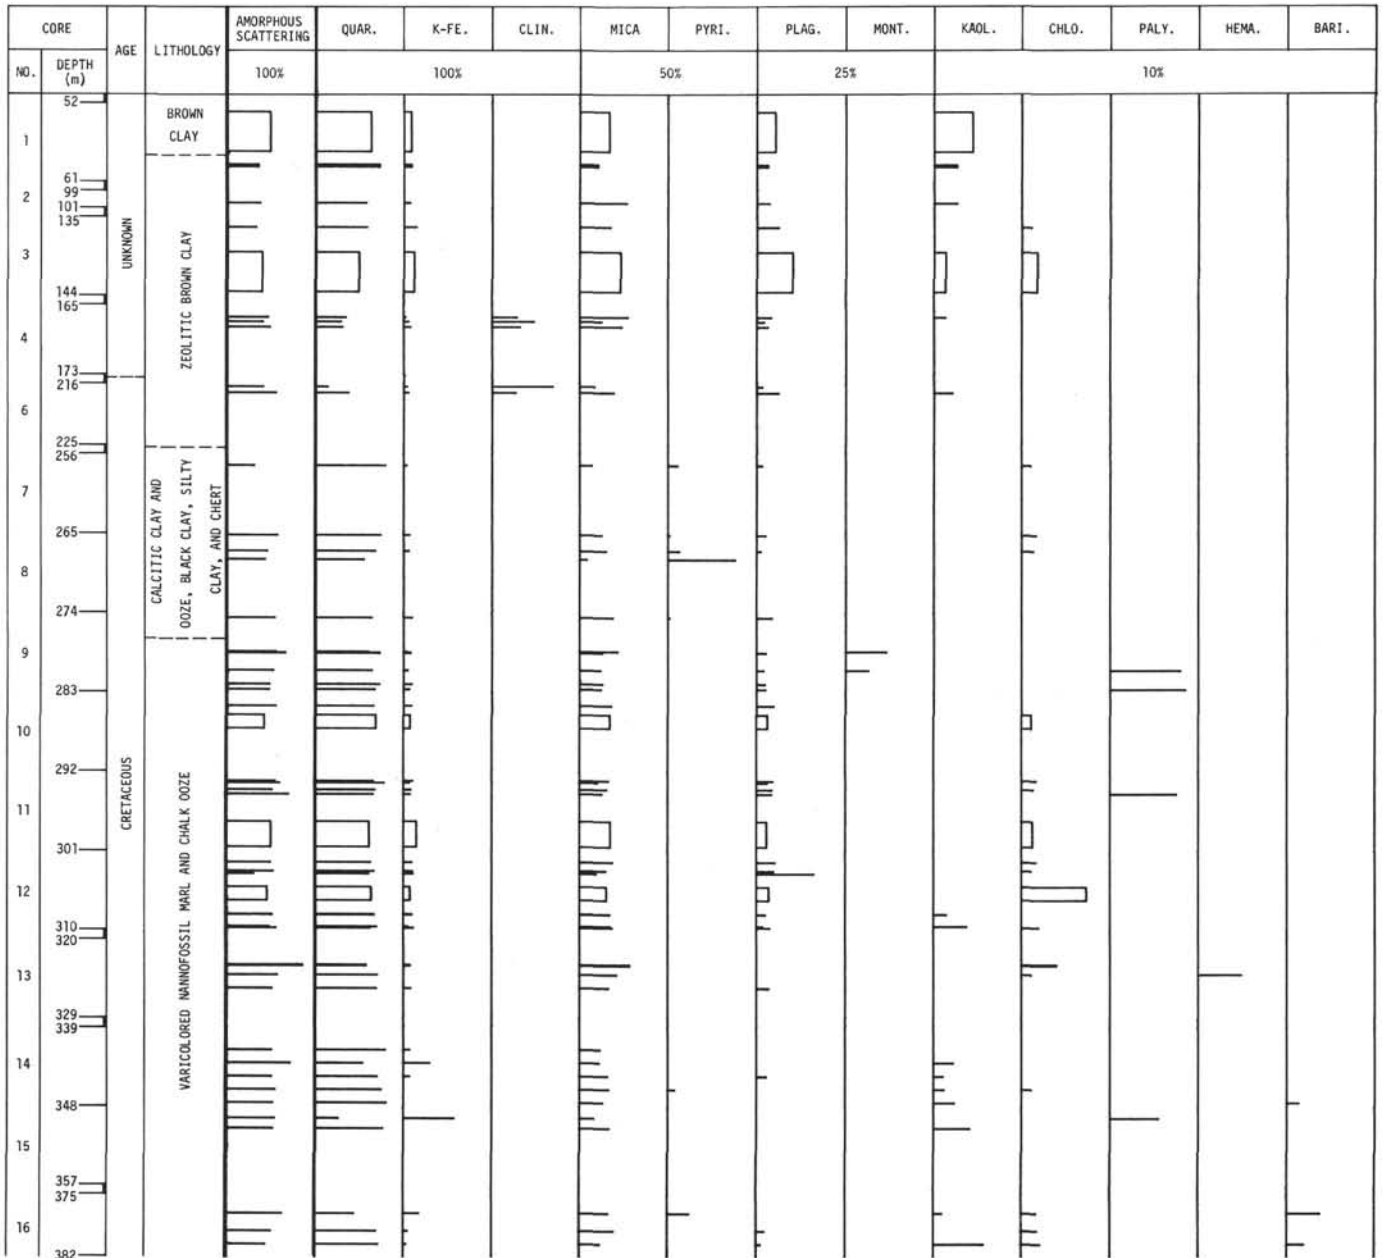 CORE
AGE
LITHOLOGY
AMORPHOUS SCATTERING
QUAR.
K-FE.
CLIN.
MICA
PYRI.
PLAG.
MONT.
KAOL.
CHLO.
PALY.
HEMA.
BARI.
NO.
DEPTH (m)
100%
100%
50%
25%
10%
52
1
61
99
2
101
135
3
144
165
4
173
216
6
225
256
7
265
8
274
9
283
10
292
11
301
12
310
320
13
329
339
14
348
15
357
375
16
382
UNKNOWN
CRETACEOUS
BROWN
CLAY
ZEOLITIC BROWN CLAY
CALCITIC CLAY AND
OOZE, BLACK CLAY, SILTY
CLAY, AND CHERT
VARICOLORED NANNOFOSSIL MARL AND CHALK OOZE